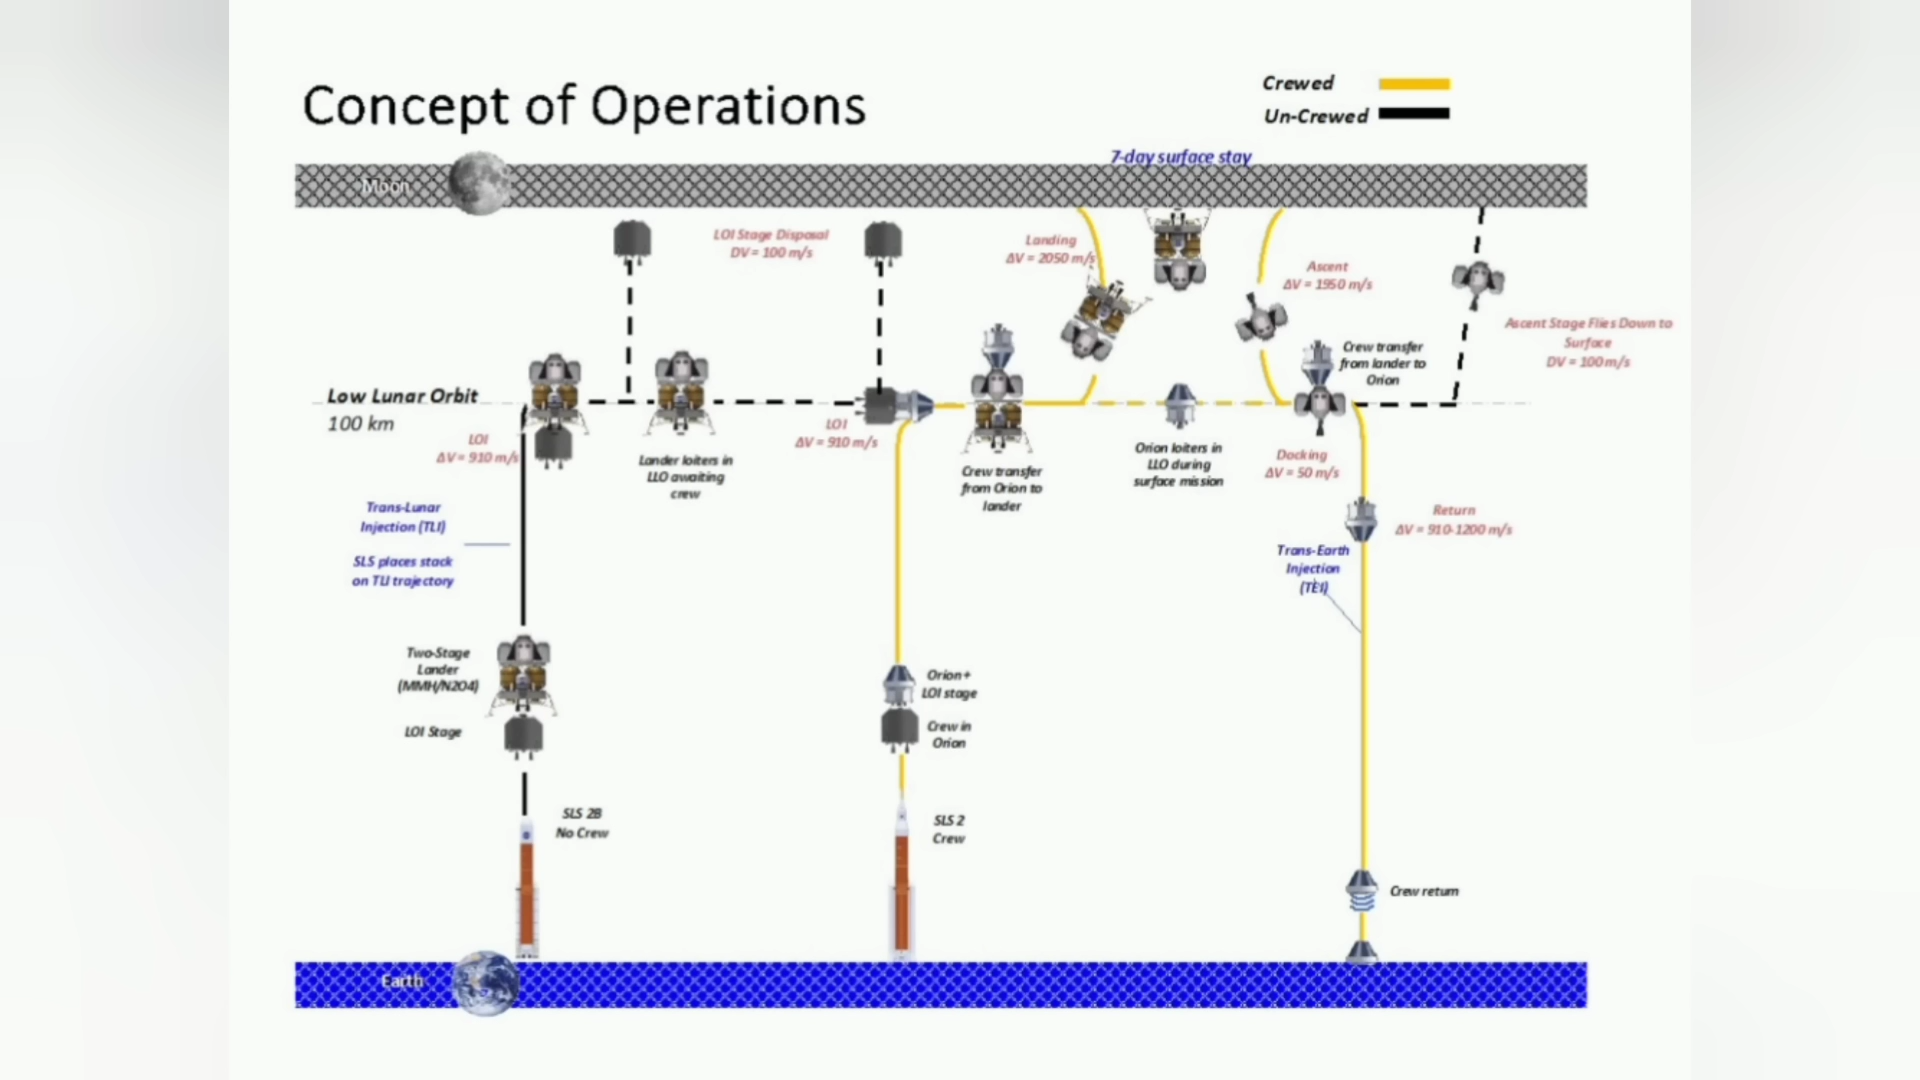 Concept of Operations
Crewed
Un-Crewed
7-day surface stay
Moon
LOI Stage Disposal
DV = 100 m/s
Landing
ΔV = 2050 m/s
Ascent
ΔV = 1950 m/s
Ascent Stage Flies Down to
Surface
DV = 100 m/s
Crew transfer
from lander to
Orion
Low Lunar Orbit
100 km
LOI
ΔV = 910 m/s
Lander loiters in
LLO awaiting
crew
LOI
ΔV = 910 m/s
Crew transfer
from Orion to
lander
Orion loiters in
LLO during
surface mission
Docking
ΔV = 50 m/s
Return
ΔV = 910-1200 m/s
Trans-Lunar
Injection (TLI)
SLS places stack
on TLI trajectory
Trans-Earth
Injection
(TEI)
Two-Stage
Lander
(MMH/N2O4)
LOI Stage
Orion +
LOI stage
Crew in
Orion
SLS 2B
No Crew
SLS 2
Crew
Crew return
Earth